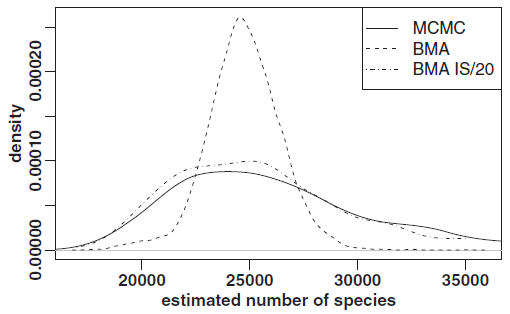 MCMC
BMA
BMA IS/20
density
0.00000 0.00010 0.00020
20000 25000 30000 35000
estimated number of species